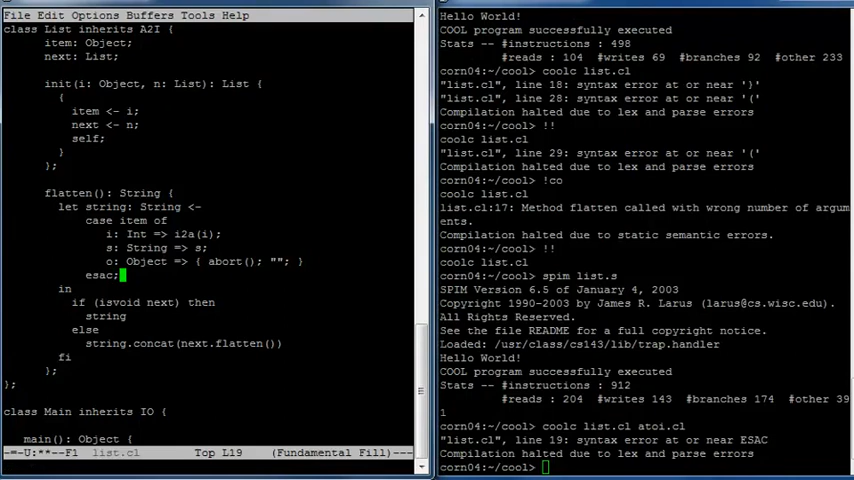 File Edit Options Buffers Tools Help
class List inherits A2I {
item: Object;
next: List;
init(i: Object, n: List): List {
{
item <- i;
next <- n;
self;
}
};
flatten(): String {
let string: String <-
case item of
i: Int => i2a(i);
s: String => s;
o: Object => { abort(); ""; }
esac;
in
if (isvoid next) then
string
else
string.concat(next.flatten())
fi
};
};
class Main inherits IO {
main(): Object {
-=-U:**--F1 list.cl Top L19 (Fundamental Fill)----
Hello World!
COOL program successfully executed
Stats -- #instructions : 498
#reads : 104 #writes 69 #branches 92 #other 233
corn04:~/cool> coolc list.cl
"list.cl", line 18: syntax error at or near '}'
"list.cl", line 28: syntax error at or near '('
Compilation halted due to lex and parse errors
corn04:~/cool> !!
coolc list.cl
"list.cl", line 29: syntax error at or near '('
Compilation halted due to lex and parse errors
corn04:~/cool> !co
coolc list.cl
list.cl:17: Method flatten called with wrong number of argum
ents.
Compilation halted due to static semantic errors.
corn04:~/cool> !!
coolc list.cl
corn04:~/cool> spim list.s
SPIM Version 6.5 of January 4, 2003
Copyright 1990-2003 by James R. Larus (larus@cs.wisc.edu).
All Rights Reserved.
See the file README for a full copyright notice.
Loaded: /usr/class/cs143/lib/trap.handler
Hello World!
COOL program successfully executed
Stats -- #instructions : 912
#reads : 204 #writes 143 #branches 174 #other 39
1
corn04:~/cool> coolc list.cl atoi.cl
"list.cl", line 19: syntax error at or near ESAC
Compilation halted due to lex and parse errors
corn04:~/cool>